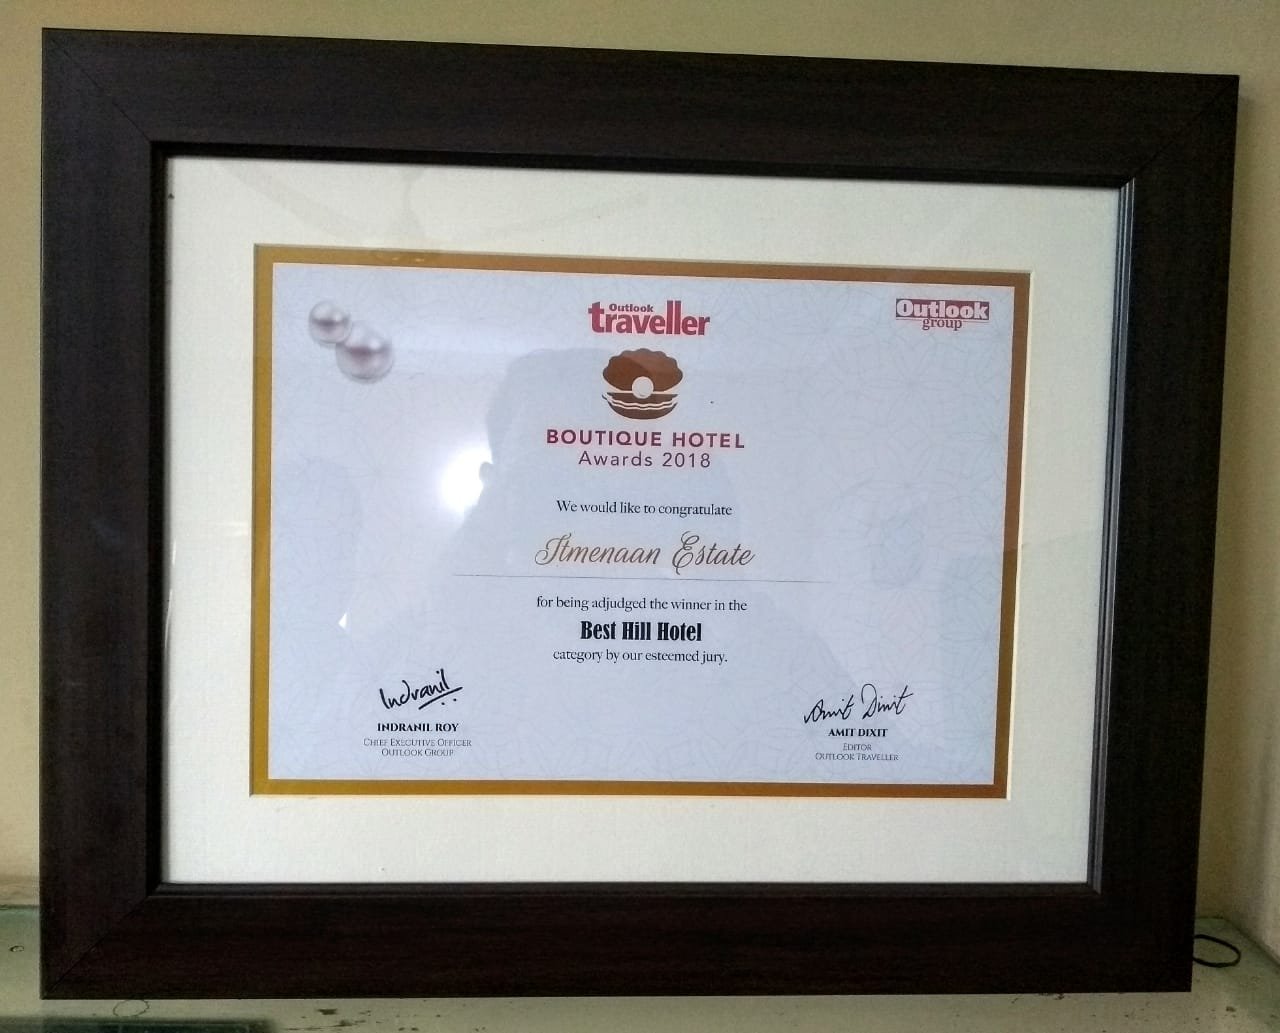 Outlook
traveller
Outlook
group
BOUTIQUE HOTEL
Awards 2018
We would like to congratulate
Itmenaan Estate
for being adjudged the winner in the
Best Hill Hotel
category by our esteemed jury.
Indranil
INDRANIL ROY
CHIEF EXECUTIVE OFFICER
OUTLOOK GROUP
Amit Dixit
AMIT DIXIT
EDITOR
OUTLOOK TRAVELLER